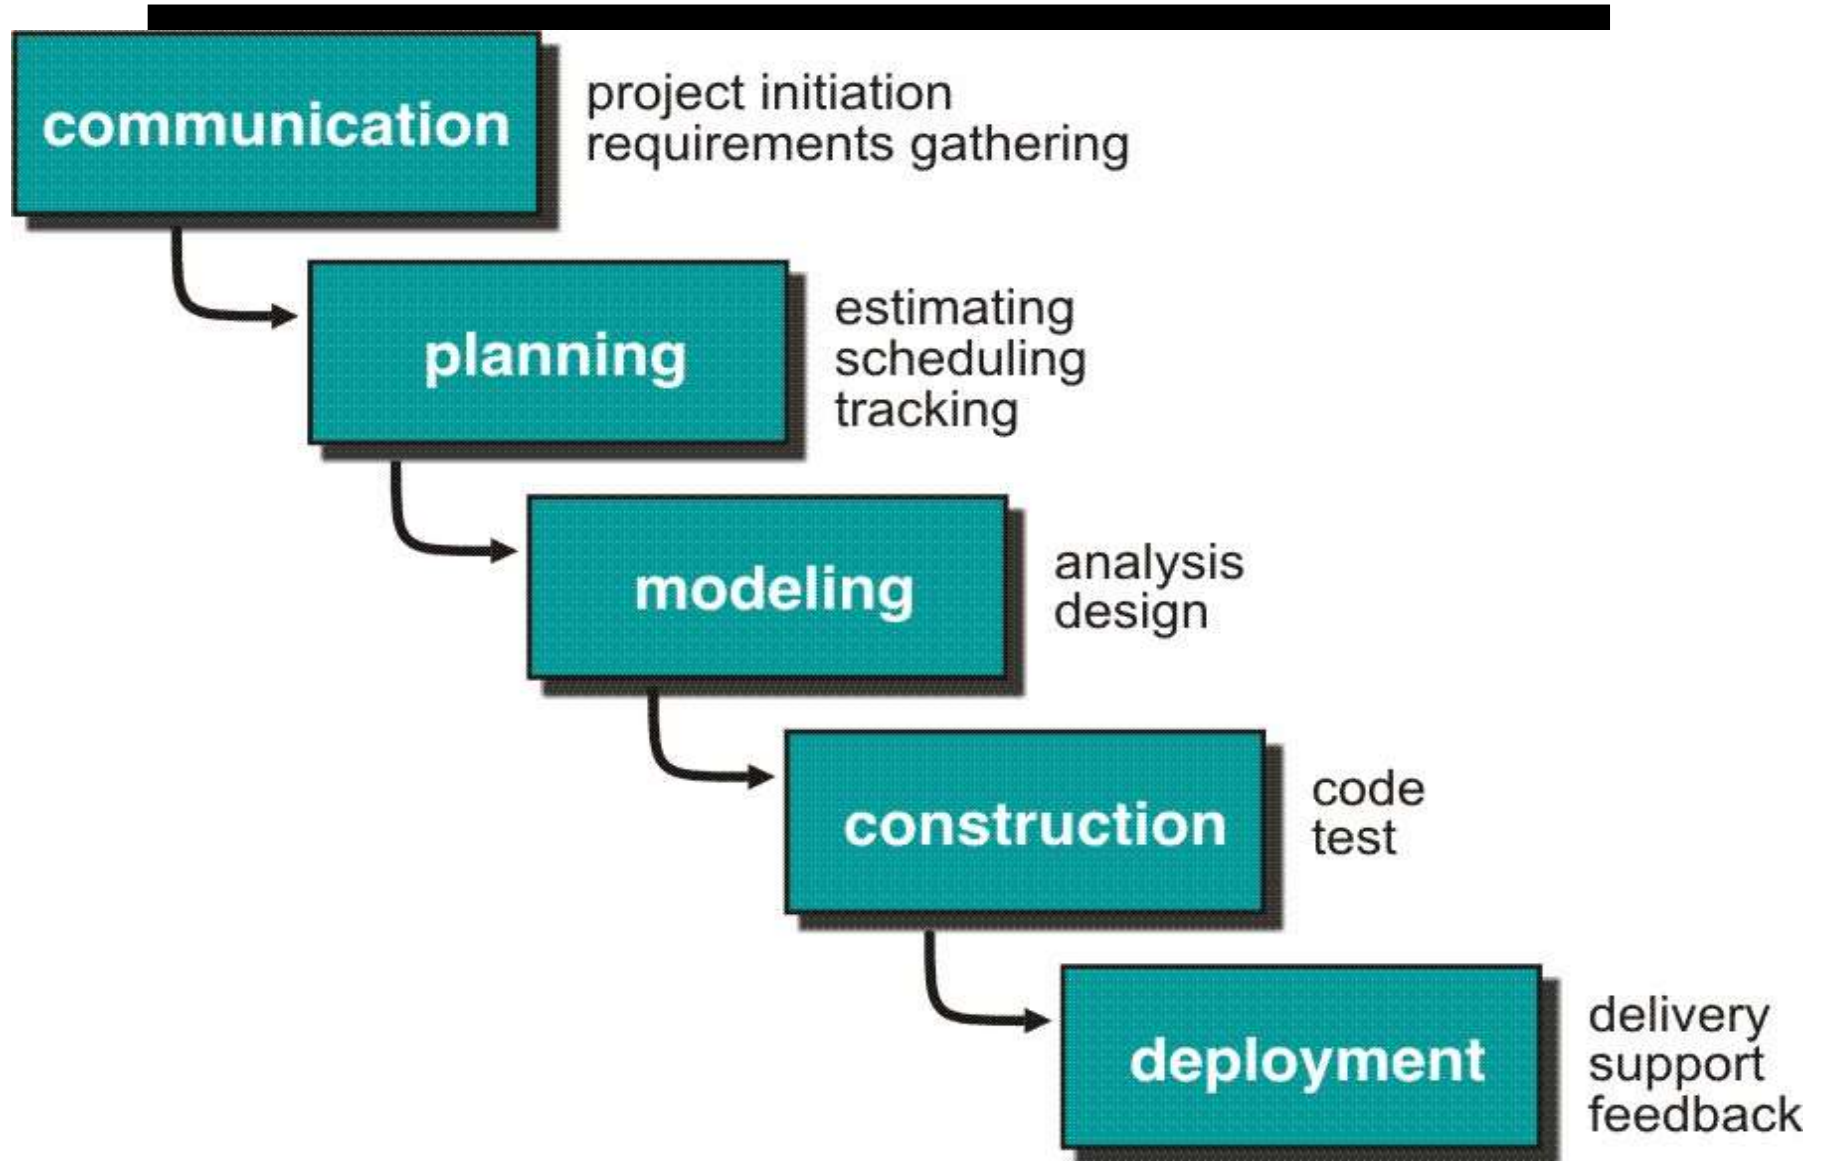 communication
project initiation
requirements gathering
planning
estimating
scheduling
tracking
modeling
analysis
design
construction
code
test
deployment
delivery
support
feedback